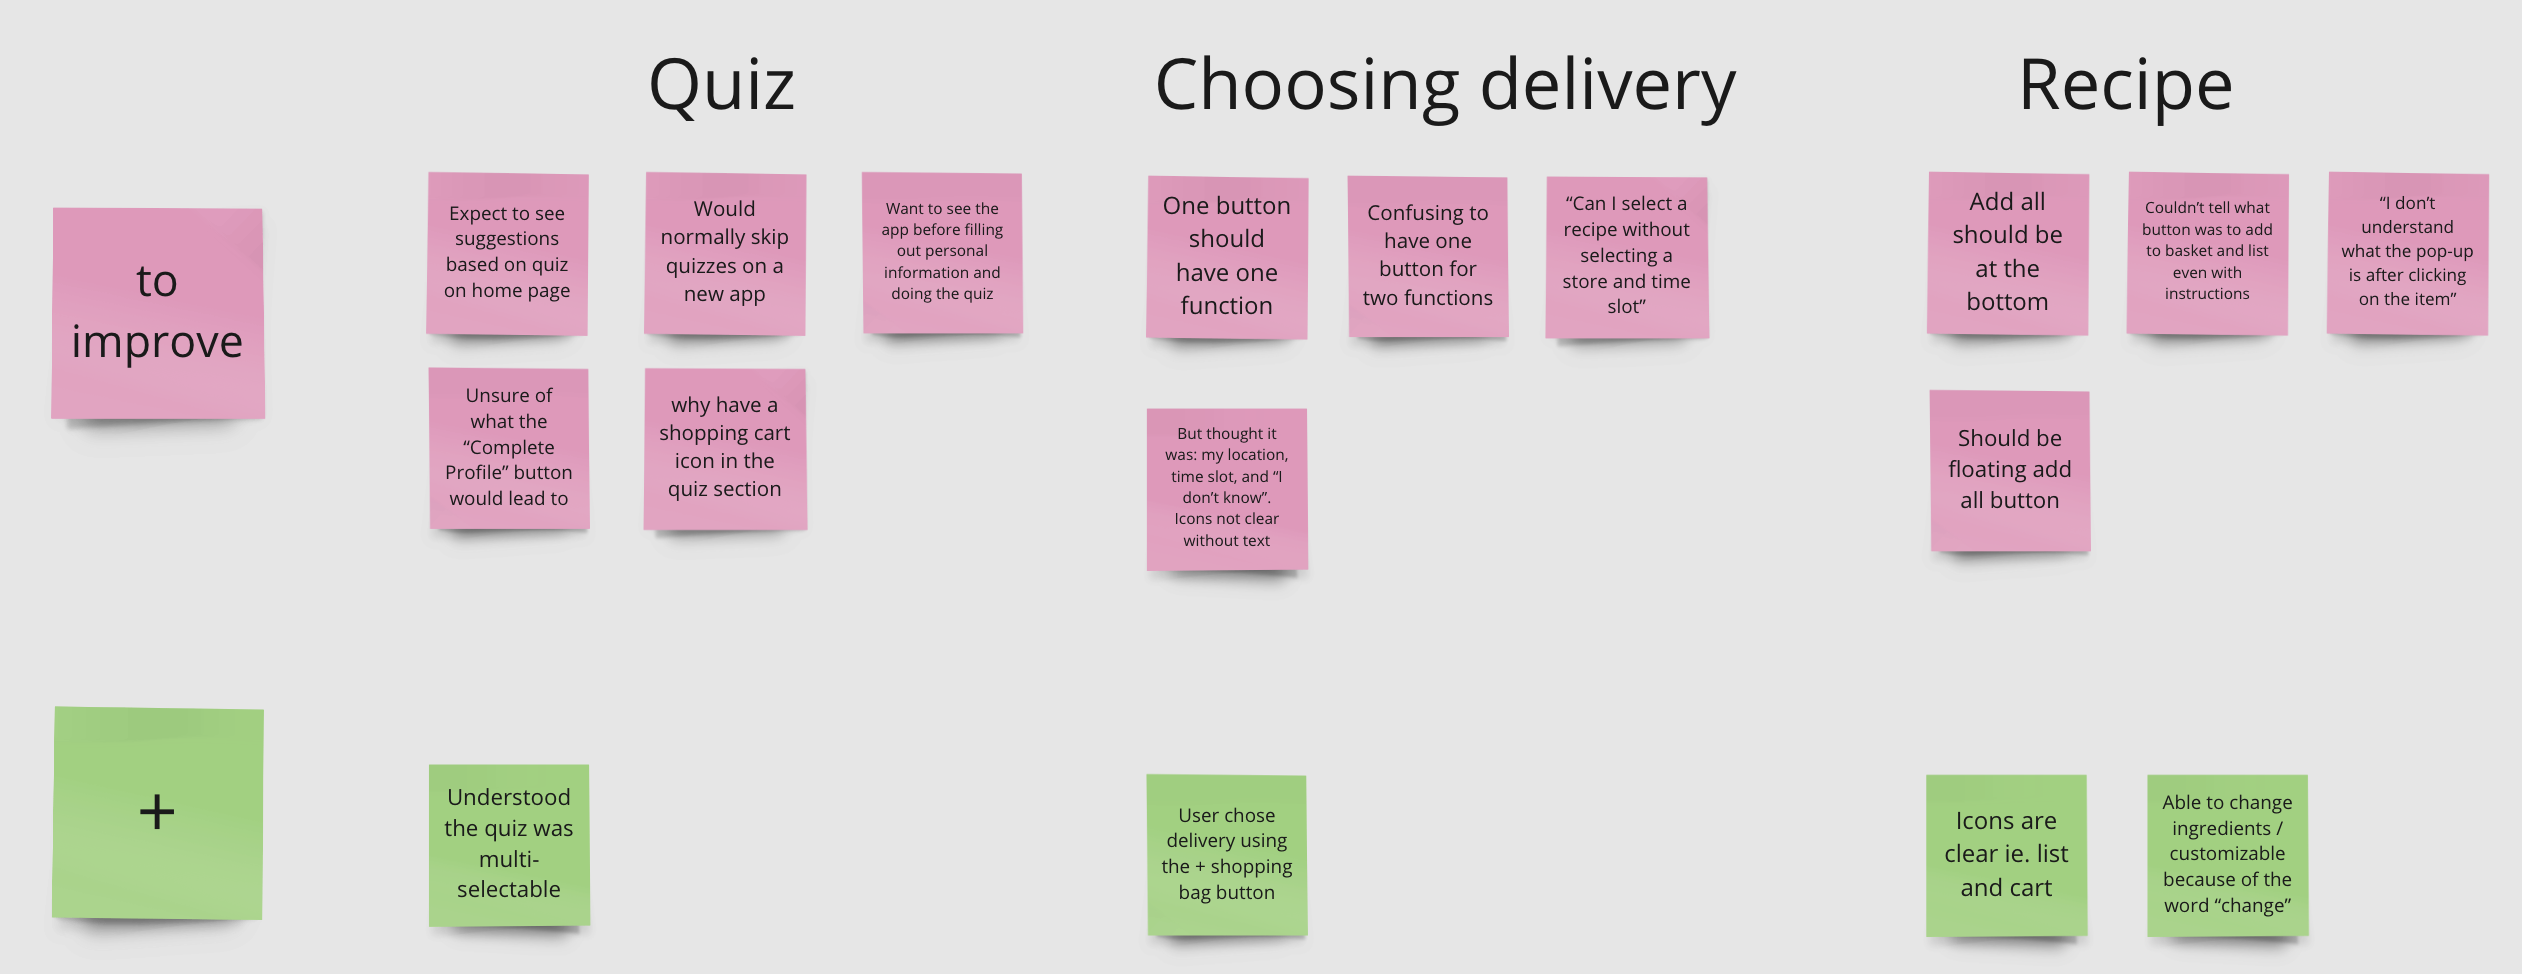 Quiz
Choosing delivery
Recipe
to
improve
Expect to see
suggestions
based on quiz
on home page
Would
normally skip
quizzes on a
new app
Want to see the
app before filling
out personal
information and
doing the quiz
Unsure of
what the
“Complete
Profile” button
would lead to
why have a
shopping cart
icon in the
quiz section
One button
should
have one
function
Confusing to
have one
button for
two functions
“Can I select a
recipe without
selecting a
store and time
slot”
But thought it
was: my location,
time slot, and “I
don’t know”.
Icons not clear
without text
Add all
should be
at the
bottom
Couldn’t tell what
button was to add
to basket and list
even with
instructions
“I don’t
understand
what the pop-up
is after clicking
on the item”
Should be
floating add
all button
+
Understood
the quiz was
multi-
selectable
User chose
delivery using
the + shopping
bag button
Icons are
clear ie. list
and cart
Able to change
ingredients /
customizable
because of the
word “change”